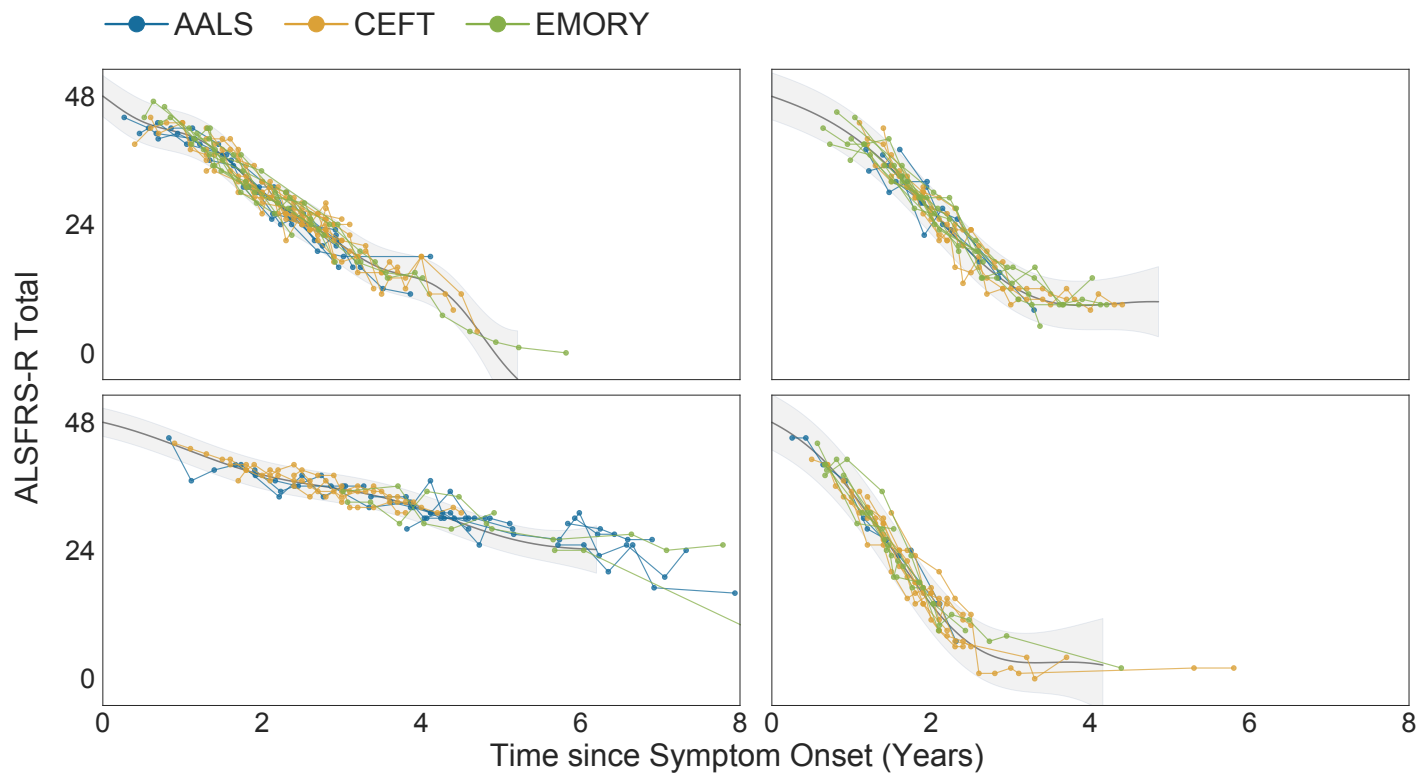 AALS CEFT EMORY
48
24
0
48
24
0
ALSFRS-R Total
0 2 4 6 8 0 2 4 6 8
Time since Symptom Onset (Years)